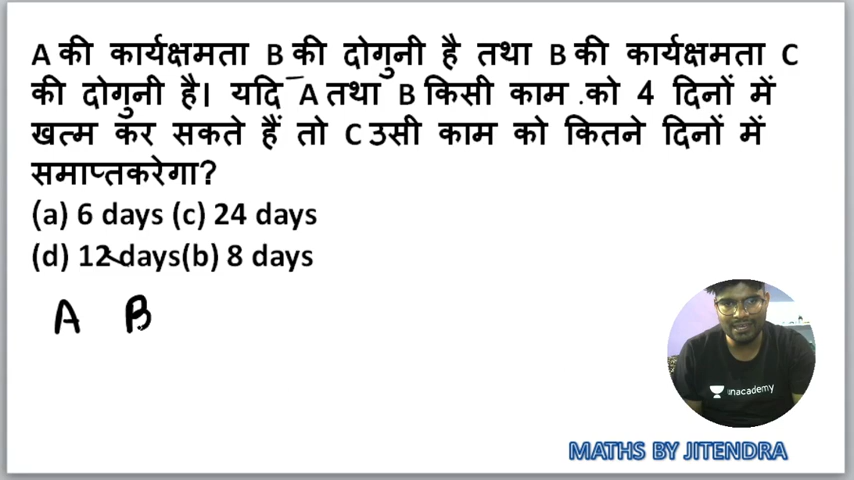 A की कार्यक्षमता B की दोगुनी है तथा B की कार्यक्षमता C
की दोगुनी है। यदि A तथा B किसी काम को 4 दिनों में
खत्म कर सकते हैं तो C उसी काम को कितने दिनों में
समाप्तकरेगा?
(a) 6 days (c) 24 days
(d) 12 days(b) 8 days
A B
unacademy
MATHS BY JITENDRA